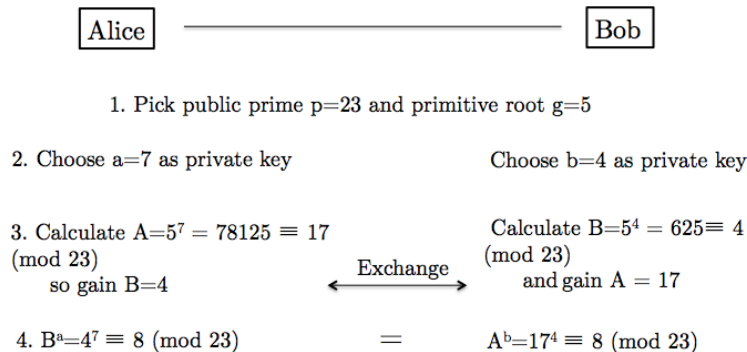 Alice
Bob
1. Pick public prime p=23 and primitive root g=5
2. Choose a=7 as private key
Choose b=4 as private key
3. Calculate A=5⁷ = 78125 ≡ 17
(mod 23)
so gain B=4
Exchange
Calculate B=5⁴ = 625≡ 4
(mod 23)
and gain A = 17
4. Bᵃ=4⁷ ≡ 8 (mod 23)
=
Aᵇ=17⁴ ≡ 8 (mod 23)